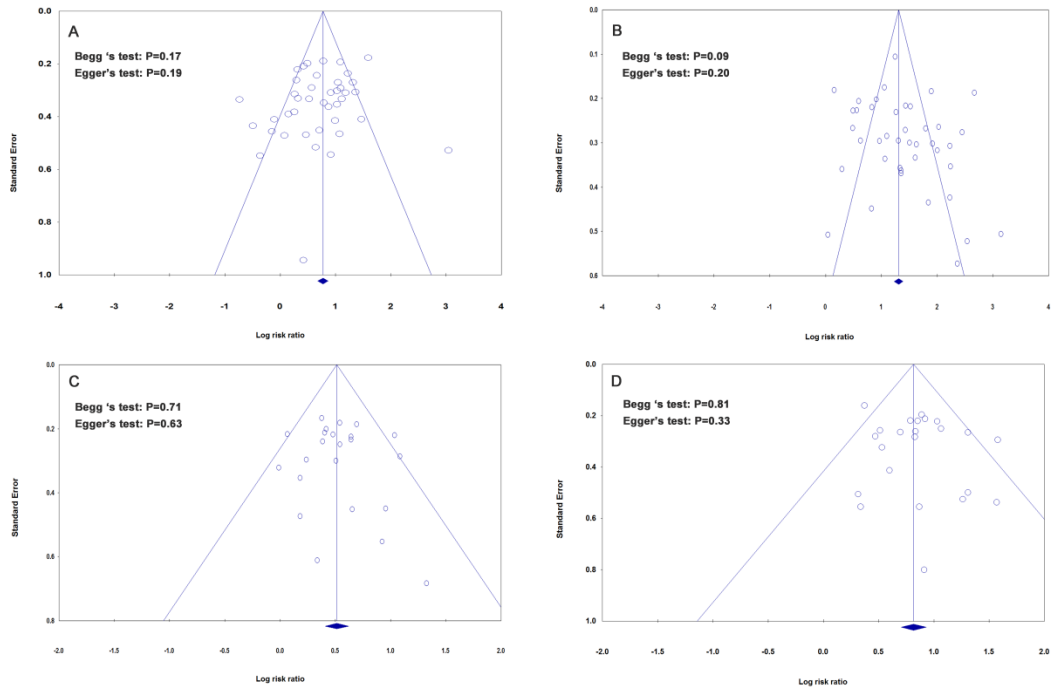 A
Begg ‘s test: P=0.17
Egger’s test: P=0.19
Standard Error
0.0
0.2
0.4
0.6
0.8
1.0
-4 -3 -2 -1 0 1 2 3 4
Log risk ratio
B
Begg ‘s test: P=0.09
Egger’s test: P=0.20
Standard Error
0.0
0.1
0.2
0.3
0.4
0.5
0.6
-4 -3 -2 -1 0 1 2 3 4
Log risk ratio
C
Begg ‘s test: P=0.71
Egger’s test: P=0.63
Standard Error
0.0
0.2
0.4
0.6
0.8
-2.0 -1.5 -1.0 -0.5 0.0 0.5 1.0 1.5 2.0
Log risk ratio
D
Begg ‘s test: P=0.81
Egger’s test: P=0.33
Standard Error
0.0
0.2
0.4
0.6
0.8
1.0
-2.0 -1.5 -1.0 -0.5 0.0 0.5 1.0 1.5 2.0
Log risk ratio